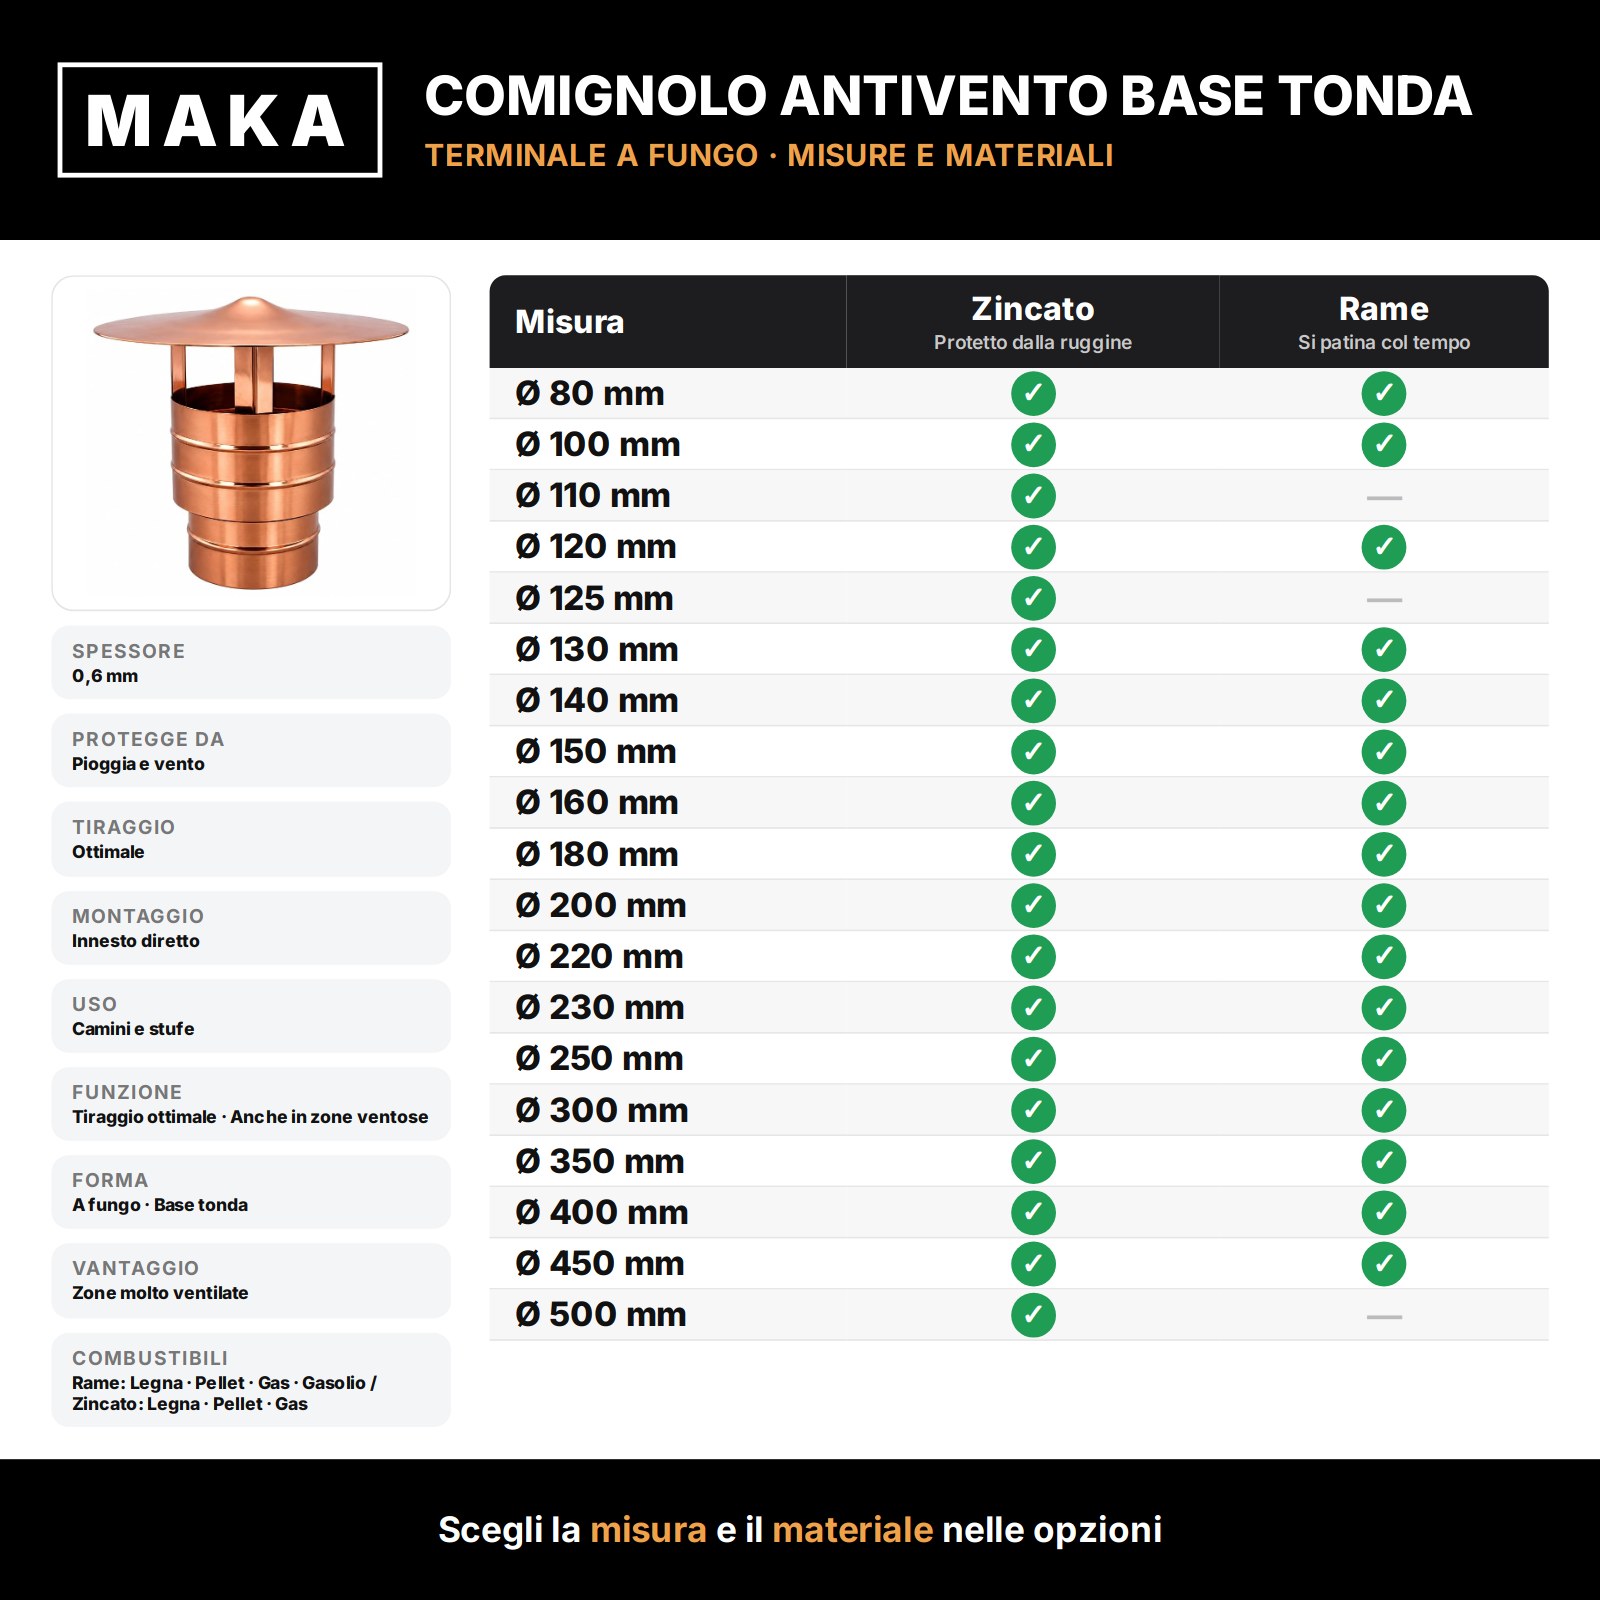 MAKA
COMIGNOLO ANTIVENTO BASE TONDA
TERMINALE A FUNGO · MISURE E MATERIALI
SPESSORE
0,6 mm
PROTEGGE DA
Pioggia e vento
TIRAGGIO
Ottimale
MONTAGGIO
Innesto diretto
USO
Camini e stufe
FUNZIONE
Tiraggio ottimale · Anche in zone ventose
FORMA
A fungo · Base tonda
VANTAGGIO
Zone molto ventilate
COMBUSTIBILI
Rame: Legna · Pellet · Gas · Gasolio /
Zincato: Legna · Pellet · Gas
Misura Zincato Rame
Protetto dalla ruggine Si patina col tempo
Ø 80 mm ✓ ✓
Ø 100 mm ✓ ✓
Ø 110 mm ✓ —
Ø 120 mm ✓ ✓
Ø 125 mm ✓ —
Ø 130 mm ✓ ✓
Ø 140 mm ✓ ✓
Ø 150 mm ✓ ✓
Ø 160 mm ✓ ✓
Ø 180 mm ✓ ✓
Ø 200 mm ✓ ✓
Ø 220 mm ✓ ✓
Ø 230 mm ✓ ✓
Ø 250 mm ✓ ✓
Ø 300 mm ✓ ✓
Ø 350 mm ✓ ✓
Ø 400 mm ✓ ✓
Ø 450 mm ✓ ✓
Ø 500 mm ✓ —
Scegli la misura e il materiale nelle opzioni